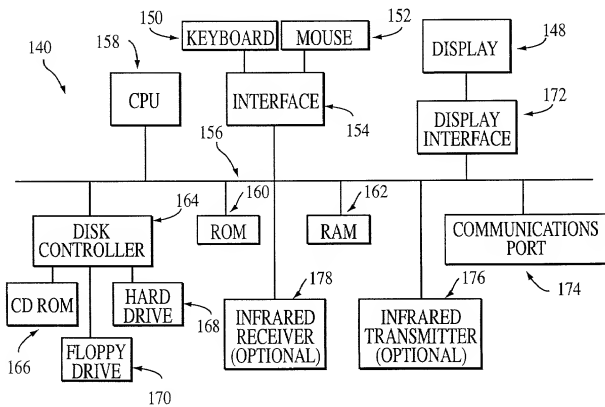 150
KEYBOARD
MOUSE
152
158
DISPLAY
148
140
CPU
INTERFACE
154
172
DISPLAY
INTERFACE
156
164
160
162
DISK
CONTROLLER
ROM
RAM
COMMUNICATIONS
PORT
174
CD ROM
HARD
DRIVE
168
178
176
INFRARED
RECEIVER
(OPTIONAL)
INFRARED
TRANSMITTER
(OPTIONAL)
166
FLOPPY
DRIVE
170